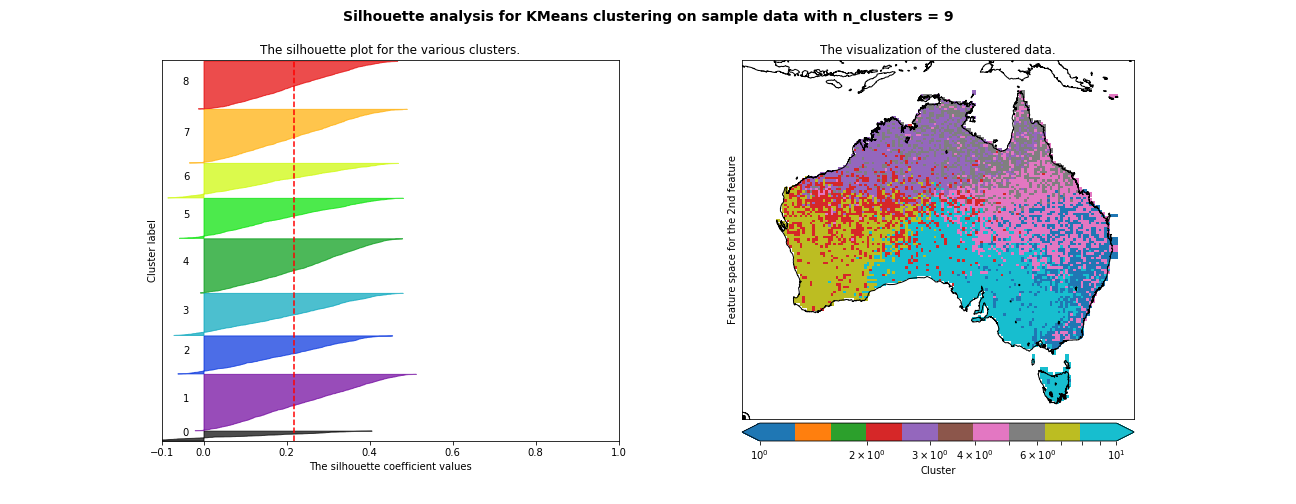 Silhouette analysis for KMeans clustering on sample data with n_clusters = 9
The silhouette plot for the various clusters.
8
7
6
5
4
3
2
1
0
Cluster label
−0.1 0.0 0.2 0.4 0.6 0.8 1.0
The silhouette coefficient values
The visualization of the clustered data.
Feature space for the 2nd feature
10⁰ 2 × 10⁰ 3 × 10⁰ 4 × 10⁰ 6 × 10⁰ 10¹
Cluster